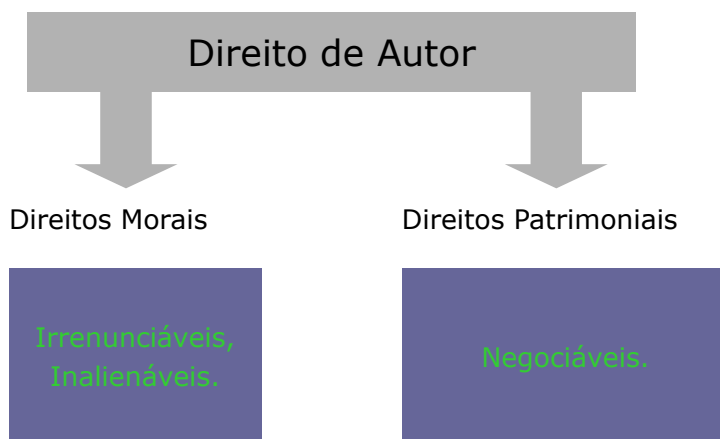 Direito de Autor
Direitos Morais
Direitos Patrimoniais
Irrenunciáveis,
Inalienáveis.
Negociáveis.